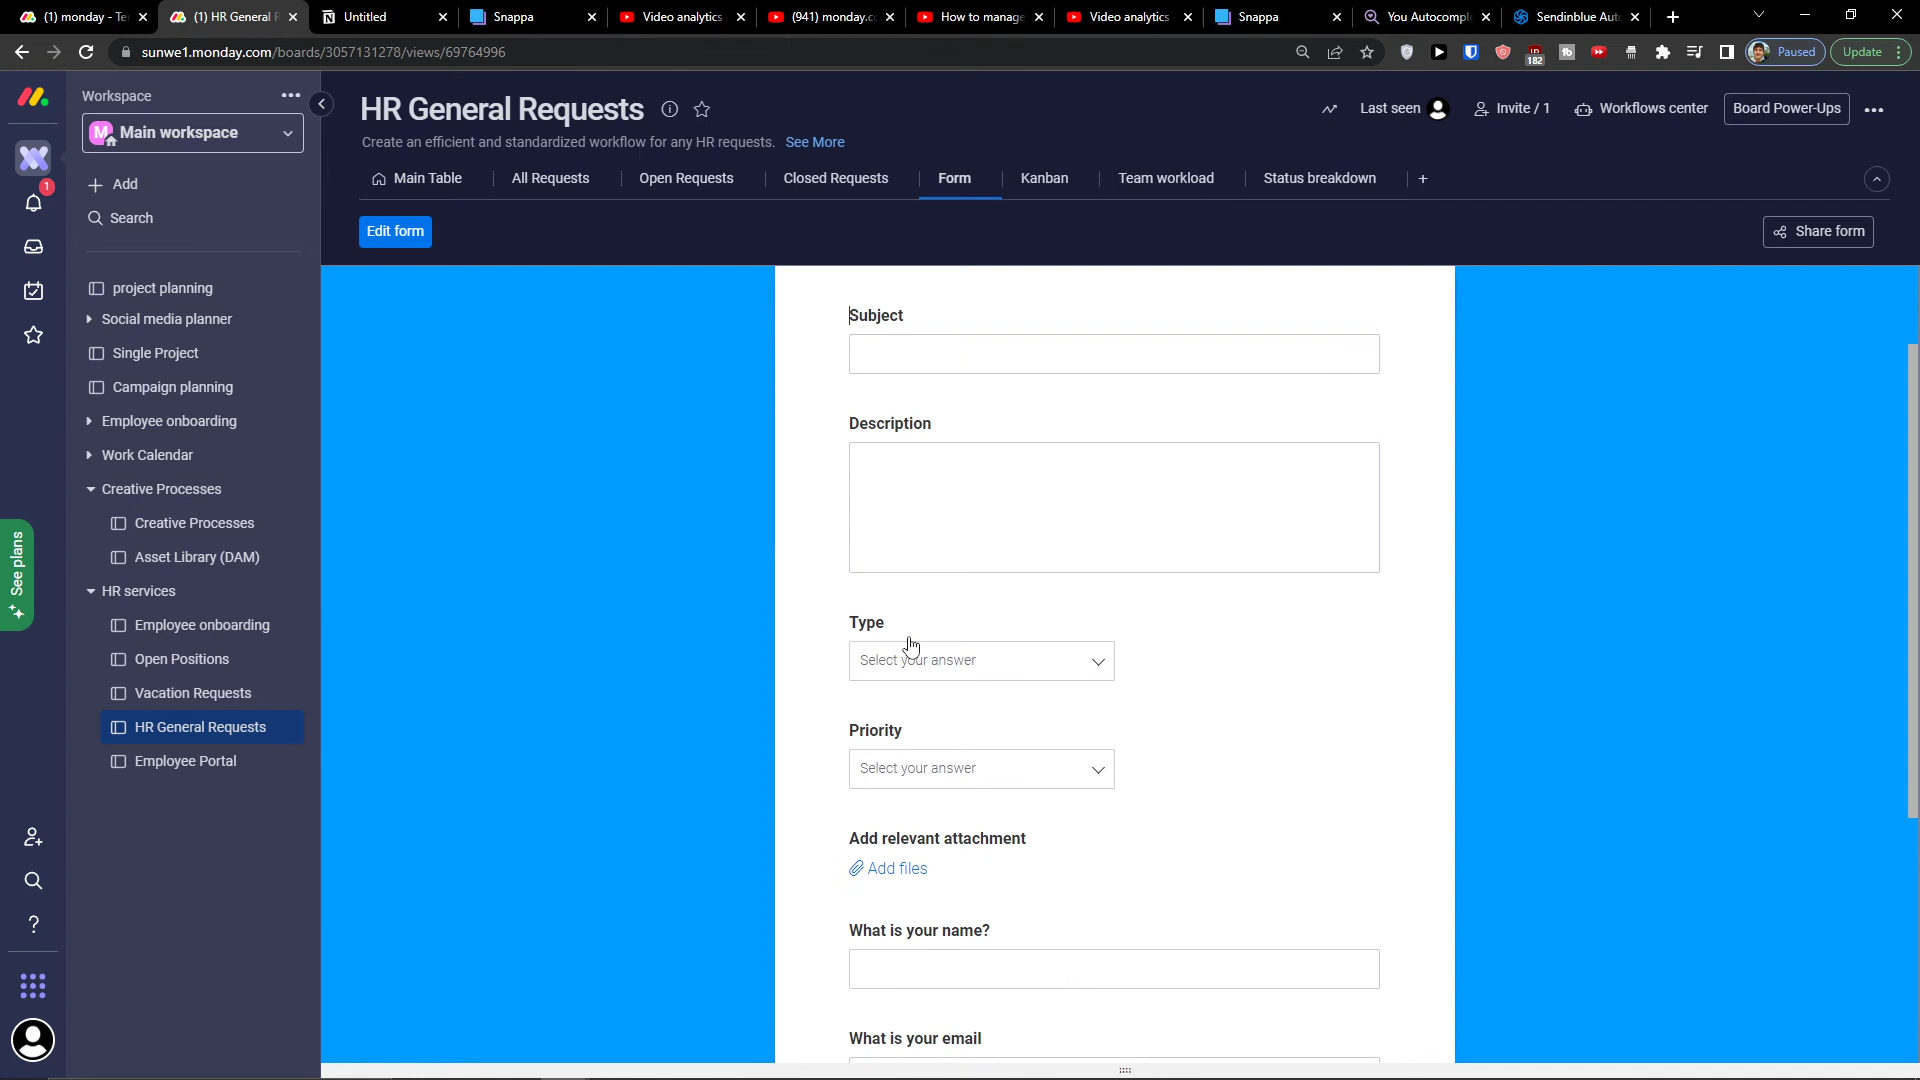 (1) monday - Te
(1) HR General F
Untitled
Snappa
Video analytics
(941) monday.c
How to manage
Video analytics
Snappa
You Autocompl
Sendinblue Aut
sunwe1.monday.com/boards/3057131278/views/69764996
182
Paused
Update
Workspace
M
Main workspace
Add
Search
1
project planning
Social media planner
Single Project
Campaign planning
Employee onboarding
Work Calendar
Creative Processes
Creative Processes
Asset Library (DAM)
HR services
Employee onboarding
Open Positions
Vacation Requests
HR General Requests
Employee Portal
See plans
HR General Requests
Create an efficient and standardized workflow for any HR requests. See More
Last seen
Invite / 1
Workflows center
Board Power-Ups
Main Table
All Requests
Open Requests
Closed Requests
Form
Kanban
Team workload
Status breakdown
Edit form
Share form
Subject
Description
Type
Select your answer
Priority
Select your answer
Add relevant attachment
Add files
What is your name?
What is your email